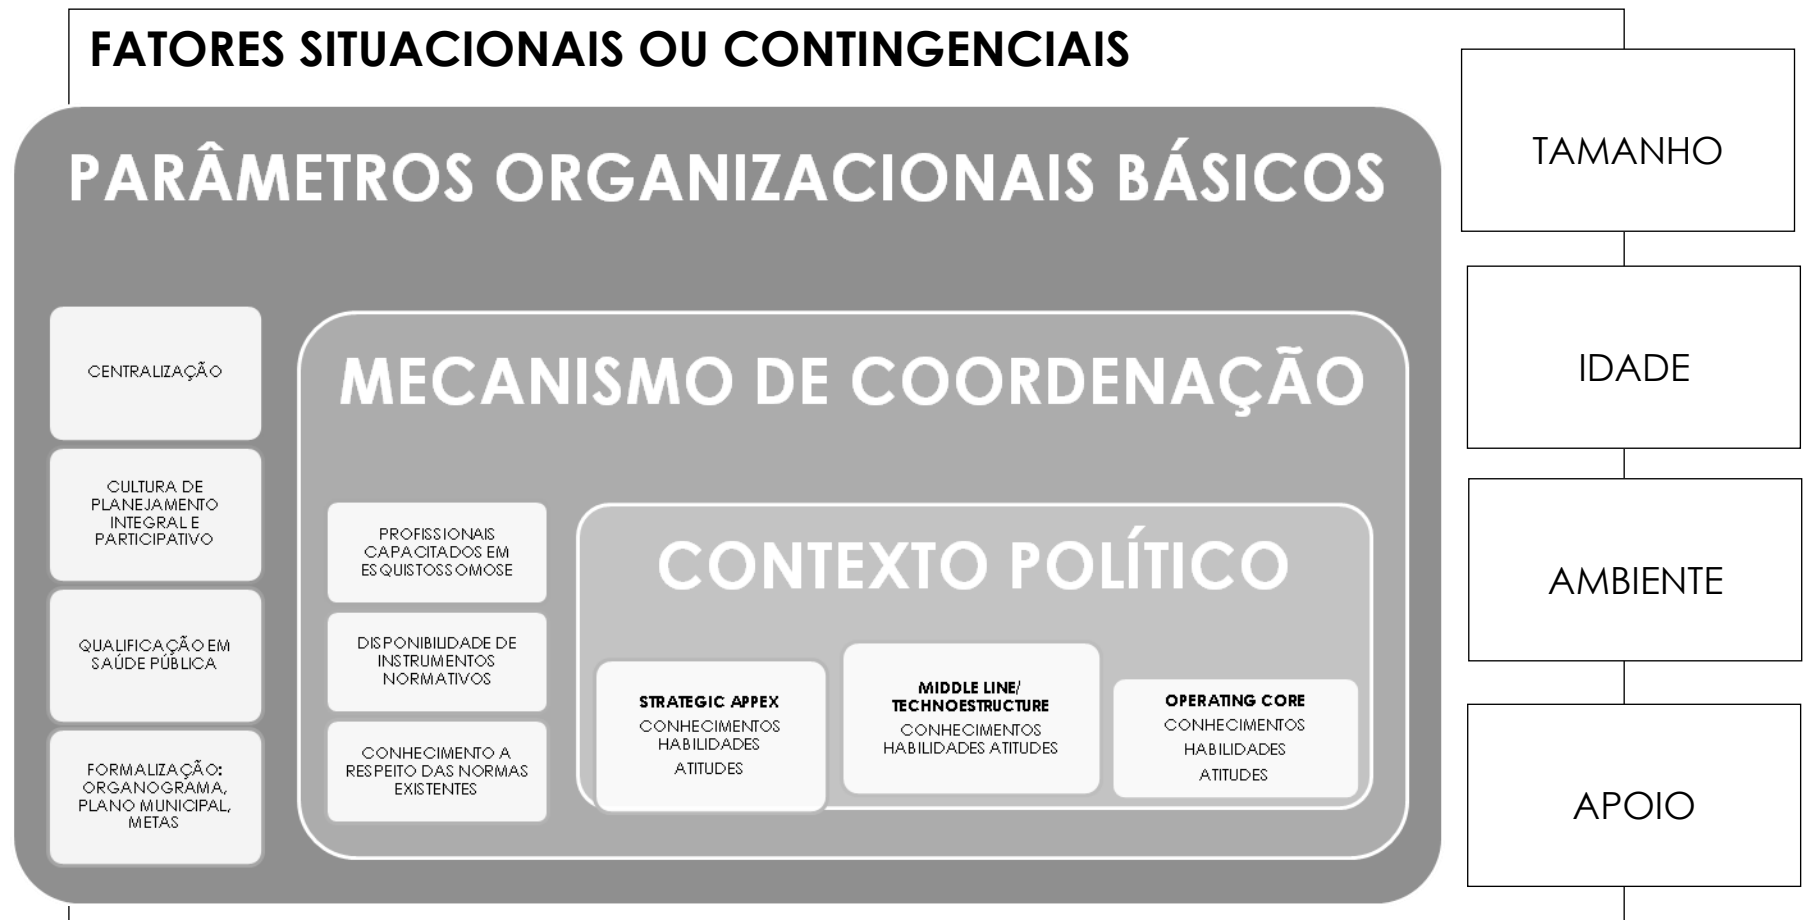 FATORES SITUACIONAIS OU CONTINGENCIAIS
PARÂMETROS ORGANIZACIONAIS BÁSICOS
CENTRALIZAÇÃO
CULTURA DE
PLANEJAMENTO
INTEGRAL E
PARTICIPATIVO
QUALIFICAÇÃO EM
SAÚDE PÚBLICA
FORMALIZAÇÃO:
ORGANOGRAMA,
PLANO MUNICIPAL,
METAS
MECANISMO DE COORDENAÇÃO
PROFISSIONAIS
CAPACITADOS EM
ESQUISTOSSOMOSE
DISPONIBILIDADE DE
INSTRUMENTOS
NORMATIVOS
CONHECIMENTO A
RESPEITO DAS NORMAS
EXISTENTES
CONTEXTO POLÍTICO
STRATEGIC APPEX
CONHECIMENTOS
HABILIDADES
ATITUDES
MIDDLE LINE/
TECHNOESTRUCTURE
CONHECIMENTOS
HABILIDADES ATITUDES
OPERATING CORE
CONHECIMENTOS
HABILIDADES
ATITUDES
TAMANHO
IDADE
AMBIENTE
APOIO